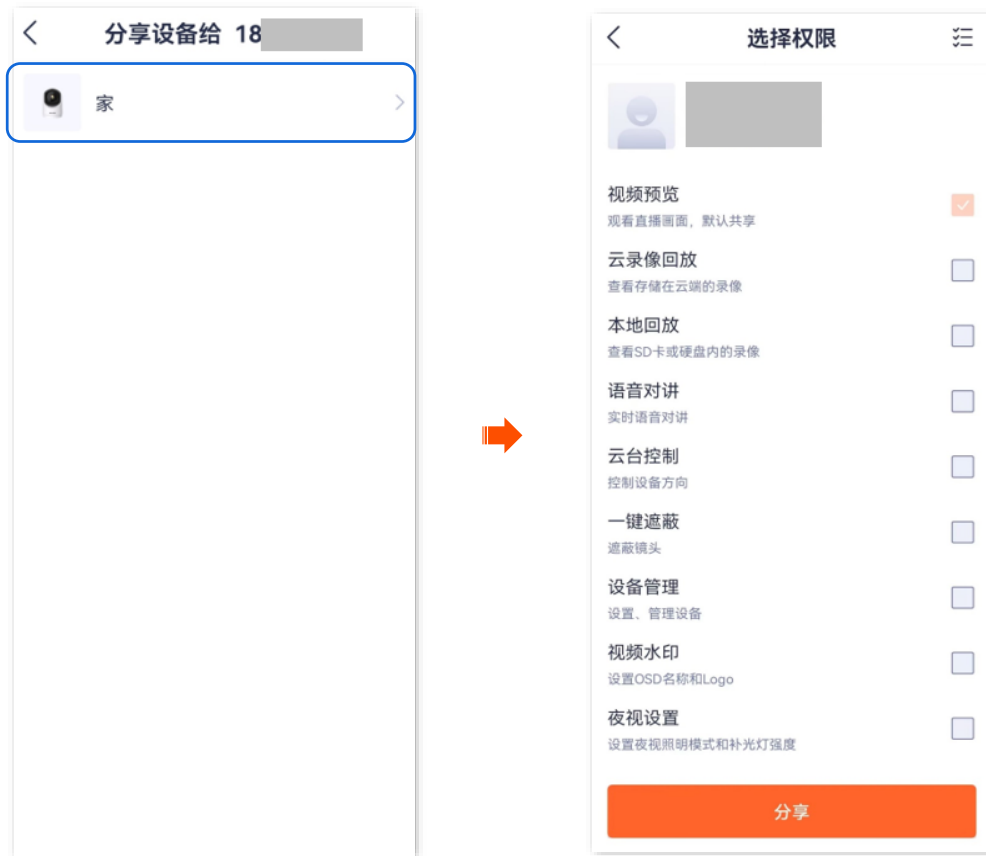 分享设备给 18
家
选择权限
视频预览
观看直播画面，默认共享
云录像回放
查看存储在云端的录像
本地回放
查看SD卡或硬盘内的录像
语音对讲
实时语音对讲
云台控制
控制设备方向
一键遮蔽
遮蔽镜头
设备管理
设置、管理设备
视频水印
设置OSD名称和Logo
夜视设置
设置夜视照明模式和补光灯强度
分享